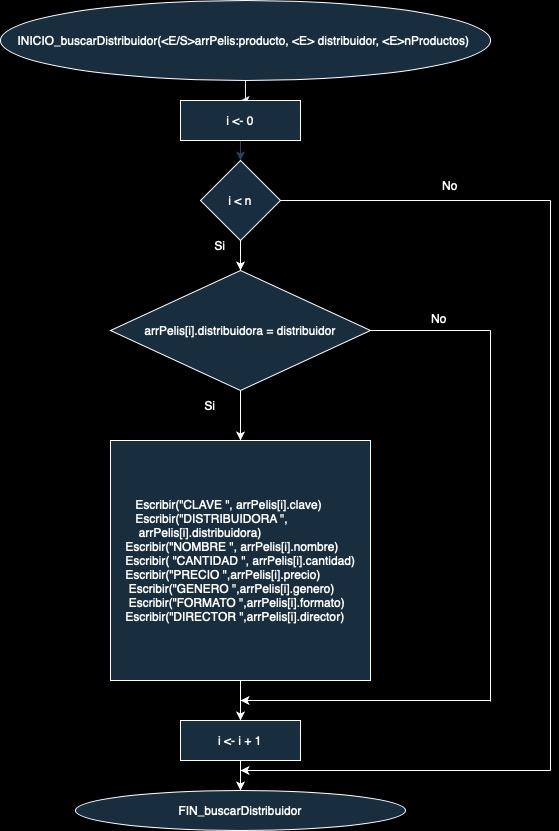 INICIO_buscarDistribuidor(<E/S>arrPelis:producto, <E> distribuidor, <E>nProductos)
i <- 0
i < n
No
Si
arrPelis[i].distribuidora = distribuidor
No
Si
Escribir("CLAVE ", arrPelis[i].clave)
Escribir("DISTRIBUIDORA ",
arrPelis[i].distribuidora)
Escribir("NOMBRE ", arrPelis[i].nombre)
Escribir( "CANTIDAD ", arrPelis[i].cantidad)
Escribir("PRECIO ",arrPelis[i].precio)
Escribir("GENERO ",arrPelis[i].genero)
Escribir("FORMATO ",arrPelis[i].formato)
Escribir("DIRECTOR ",arrPelis[i].director)
i <- i + 1
FIN_buscarDistribuidor